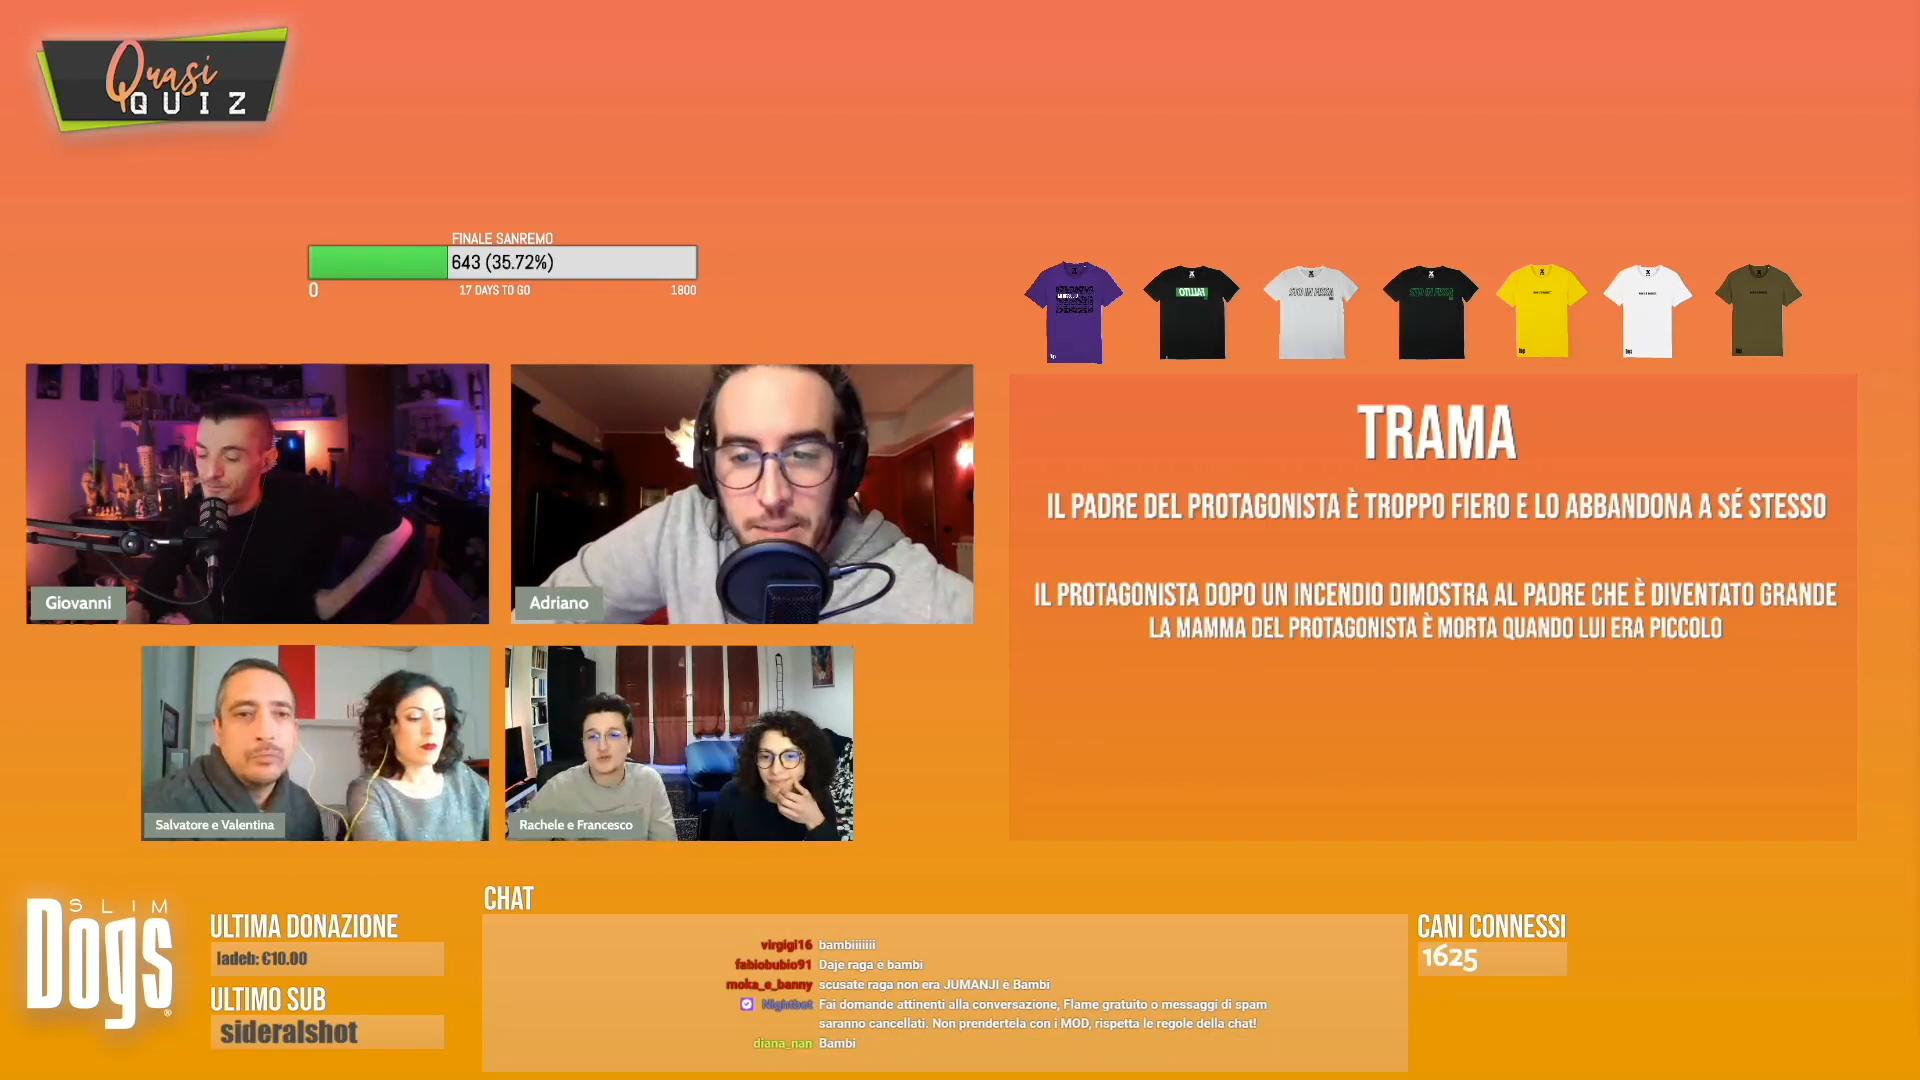 Quasi
QUIZ
FINALE SANREMO
643 (35.72%)
0
17 DAYS TO GO
1800
TRAMA
IL PADRE DEL PROTAGONISTA È TROPPO FIERO E LO ABBANDONA A SÉ STESSO
IL PROTAGONISTA DOPO UN INCENDIO DIMOSTRA AL PADRE CHE È DIVENTATO GRANDE
LA MAMMA DEL PROTAGONISTA È MORTA QUANDO LUI ERA PICCOLO
Giovanni
Adriano
Salvatore e Valentina
Rachele e Francesco
SLIM
Dogs®
ULTIMA DONAZIONE
ladeb: €10.00
ULTIMO SUB
sideralshot
CHAT
virgigi16 bambiiiiiii
fabiobubio91 Daje raga è bambi
moka_e_banny scusate raga non era JUMANJI è Bambi
Nightbot Fai domande attinenti alla conversazione, Flame gratuito o messaggi di spam
saranno cancellati. Non prendertela con i MOD, rispetta le regole della chat!
diana_nan Bambi
CANI CONNESSI
1625